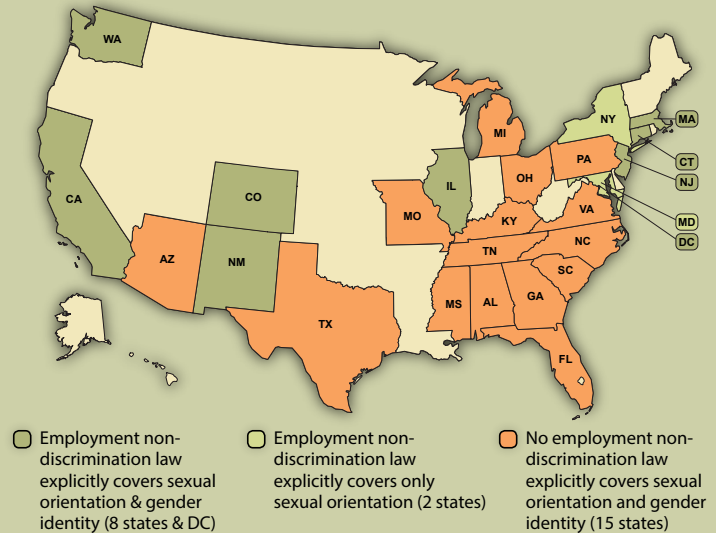 WA
MI
NY
MA
CT
NJ
MD
DC
PA
OH
IL
CO
CA
MO
KY
VA
NC
TN
SC
AZ
NM
TX
MS
AL
GA
FL
Employment non-
discrimination law
explicitly covers sexual
orientation & gender
identity (8 states & DC)
Employment non-
discrimination law
explicitly covers only
sexual orientation (2 states)
No employment non-
discrimination law
explicitly covers sexual
orientation and gender
identity (15 states)